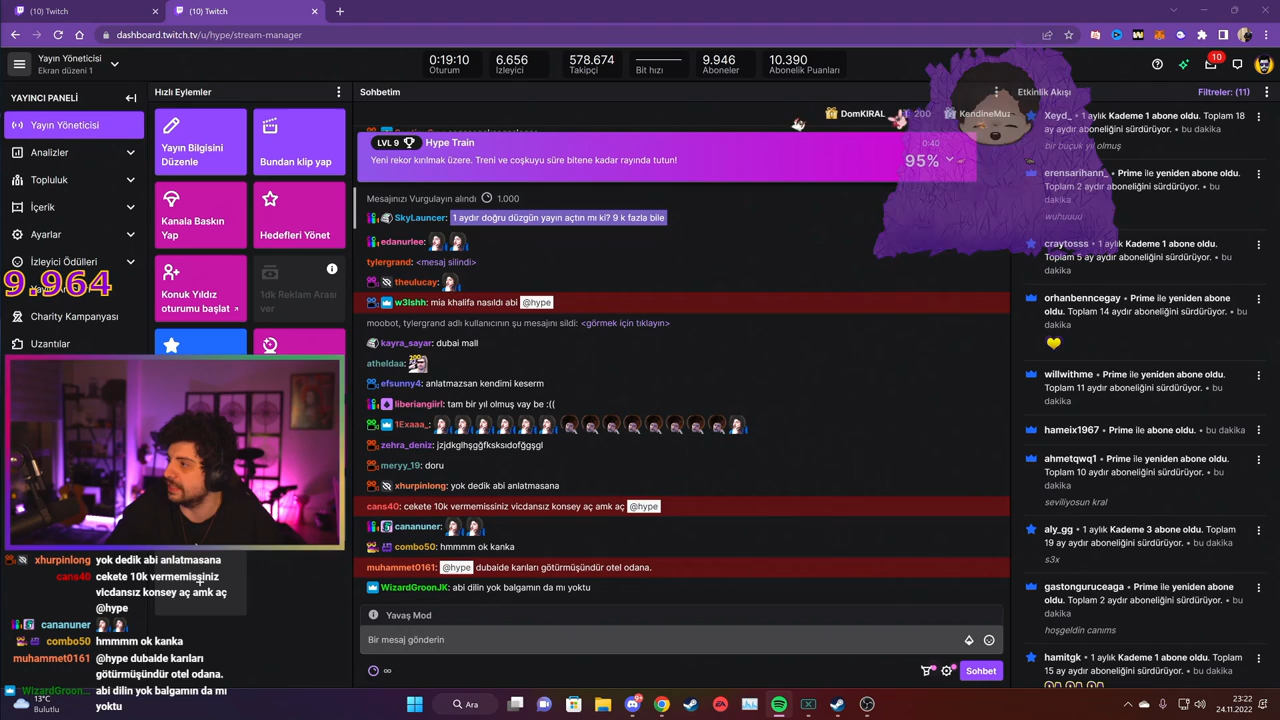 (10) Twitch
(10) Twitch
dashboard.twitch.tv/u/hype/stream-manager
Yayın Yöneticisi
Ekran düzeni 1
0:19:10
Oturum
6.656
İzleyici
578.674
Takipçi
Bit hızı
9.946
Aboneler
10.390
Abonelik Puanları
10
YAYINCI PANELİ
Yayın Yöneticisi
Analizler
Topluluk
İçerik
Ayarlar
İzleyici Ödülleri
9.964
Charity Kampanyası
Uzantılar
Hızlı Eylemler
Yayın Bilgisini
Düzenle
Bundan klip yap
Kanala Baskın
Yap
Hedefleri Yönet
Konuk Yıldız
oturumu başlat
1dk Reklam Arası
ver
Sohbetim
DomKIRAL 200 KendineMuz
LVL 9 Hype Train
0:40
Yeni rekor kırılmak üzere. Treni ve coşkuyu süre bitene kadar rayında tutun!
95%
Mesajınızı Vurgulayın alındı 1.000
SkyLauncer: 1 aydır doğru düzgün yayın açtın mı ki? 9 k fazla bile
edanurlee:
tylergrand: <mesaj silindi>
theulucay:
w3lshh: mia khalifa nasıldı abi @hype
moobot, tylergrand adlı kullanıcının şu mesajını sildi: <görmek için tıklayın>
kayra_sayar: dubai mall
atheldaa:
efsunny4: anlatmazsan kendimi keserm
liberiangiirl: tam bir yıl olmuş vay be :((
1Exaaa_:
zehra_deniz: jzjdkglhşgğfksksıdofğgşgl
meryy_19: doru
xhurpinlong: yok dedik abi anlatmasana
cans40: cekete 10k vermemissiniz vicdansız konsey aç amk aç @hype
cananuner:
combo50: hmmmm ok kanka
muhammet0161: @hype dubaide karıları götürmüşündür otel odana.
WizardGroonJK: abi dilin yok balgamın da mı yoktu
Yavaş Mod
Bir mesaj gönderin
∞
Sohbet
Etkinlik Akışı
Filtreler: (11)
Xeyd_ • 1 aylık Kademe 1 abone oldu. Toplam 18
ay aydır aboneliğini sürdürüyor. • bu dakika
bir buçuk yıl olmuş
erensarihann_ • Prime ile yeniden abone oldu.
Toplam 2 aydır aboneliğini sürdürüyor. • bu
dakika
wuhuuuu
craytosss • 1 aylık Kademe 1 abone oldu.
Toplam 5 ay aydır aboneliğini sürdürüyor. • bu
dakika
orhanbenncegay • Prime ile yeniden abone
oldu. Toplam 14 aydır aboneliğini sürdürüyor. • bu
dakika
willwithme • Prime ile yeniden abone oldu.
Toplam 11 aydır aboneliğini sürdürüyor. • bu
dakika
hameix1967 • Prime ile abone oldu. • bu dakika
ahmetqwq1 • Prime ile yeniden abone oldu.
Toplam 10 aydır aboneliğini sürdürüyor. • bu
dakika
seviliyosun kral
aly_gg • 1 aylık Kademe 3 abone oldu. Toplam
19 ay aydır aboneliğini sürdürüyor. • bu dakika
s3x
gastonguruceaga • Prime ile yeniden abone
oldu. Toplam 2 aydır aboneliğini sürdürüyor. • bu
dakika
hoşgeldin canıms
hamitgk • 1 aylık Kademe 1 abone oldu. Toplam
15 ay aydır aboneliğini sürdürüyor. • bu dakika
xhurpinlong yok dedik abi anlatmasana
cans40 cekete 10k vermemissiniz
vicdansız konsey aç amk aç
@hype
cananuner
combo50 hmmmm ok kanka
muhammet0161 @hype dubaide karıları
götürmüşündür otel odana.
WizardGroon... abi dilin yok balgamın da mı
yoktu
13°C
Bulutlu
Ara
23:22
24.11.2022